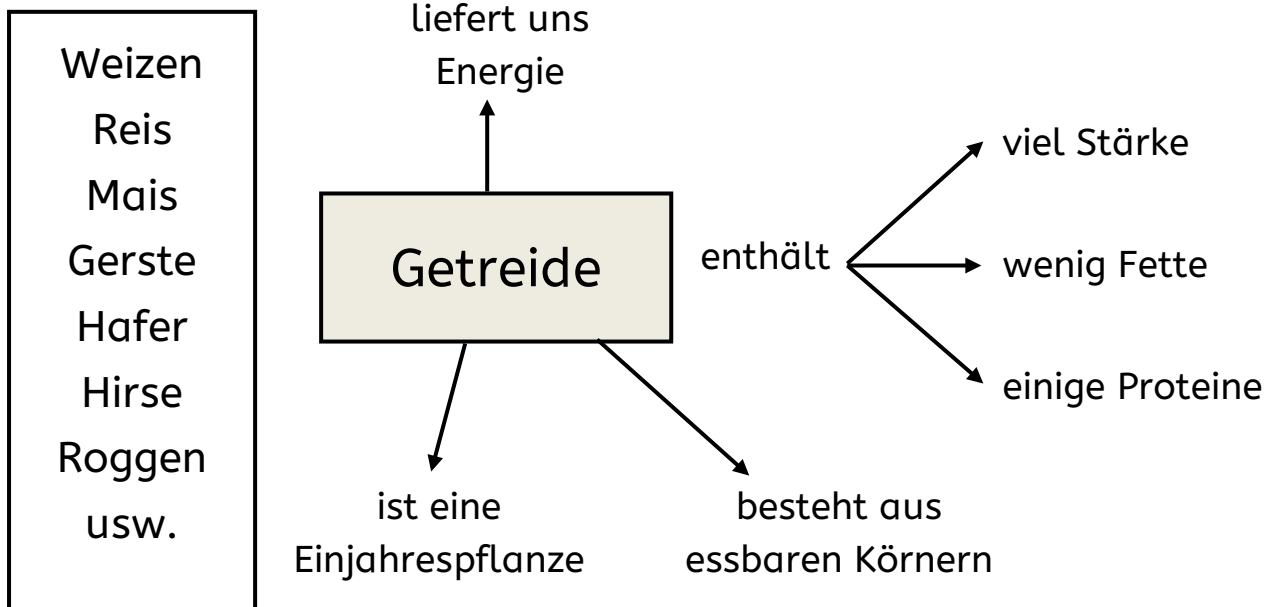 Weizen
Reis
Mais
Gerste
Hafer
Hirse
Roggen
usw.
liefert uns
Energie
Getreide
enthält
viel Stärke
wenig Fette
einige Proteine
ist eine
Einjahrespflanze
besteht aus
essbaren Körnern